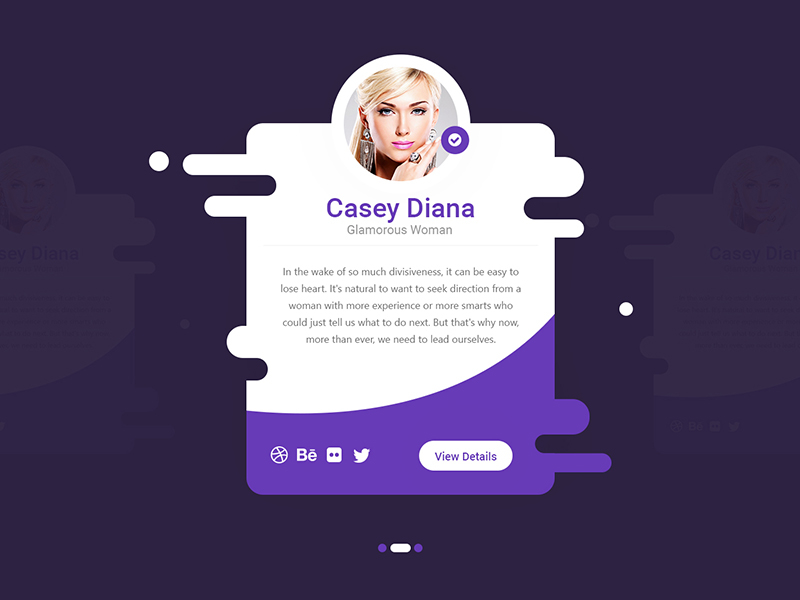 Casey Diana
Glamorous Woman
In the wake of so much divisiveness, it can be easy to
lose heart. It's natural to want to seek direction from a
woman with more experience or more smarts who
could just tell us what to do next. But that's why now,
more than ever, we need to lead ourselves.
Bē
View Details
sey Diana
Casey Dian